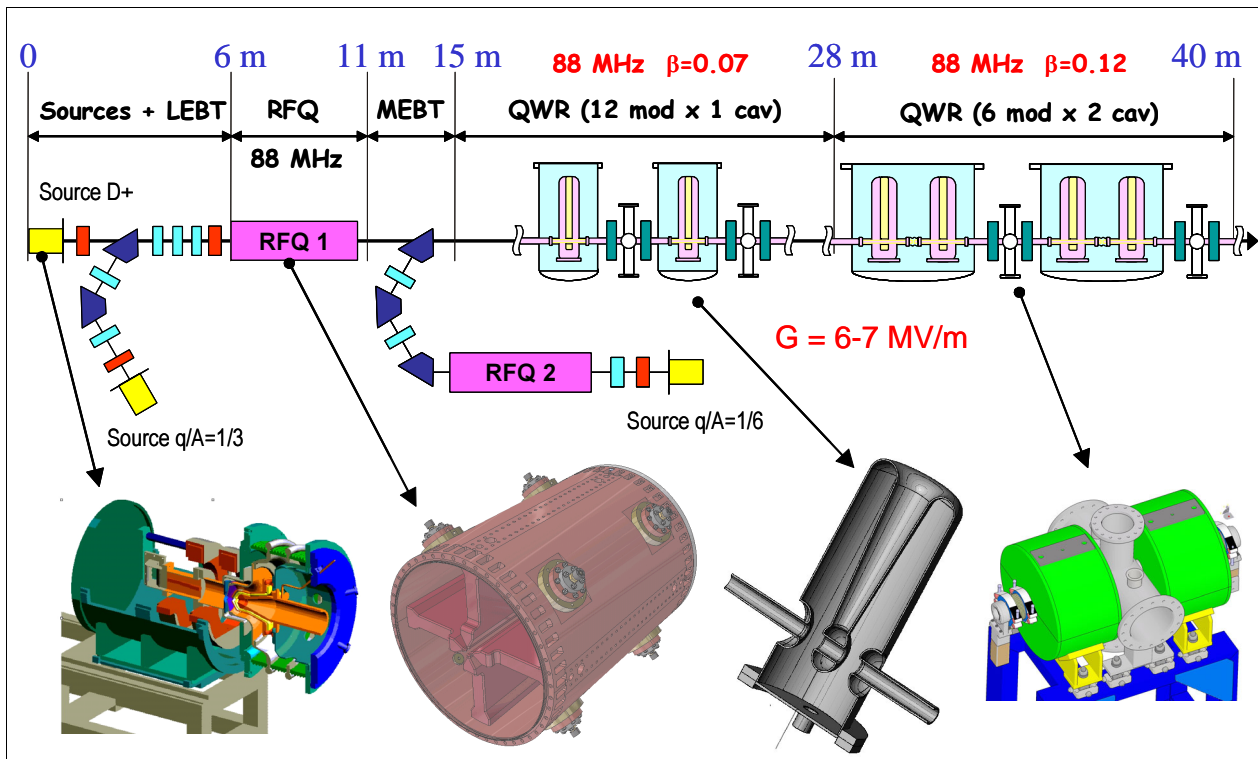 0
6 m
11 m
15 m
88 MHz β=0.07
28 m
88 MHz β=0.12
40 m
Sources + LEBT
RFQ
MEBT
QWR (12 mod x 1 cav)
QWR (6 mod x 2 cav)
88 MHz
Source D+
RFQ 1
G = 6-7 MV/m
RFQ 2
Source q/A=1/3
Source q/A=1/6